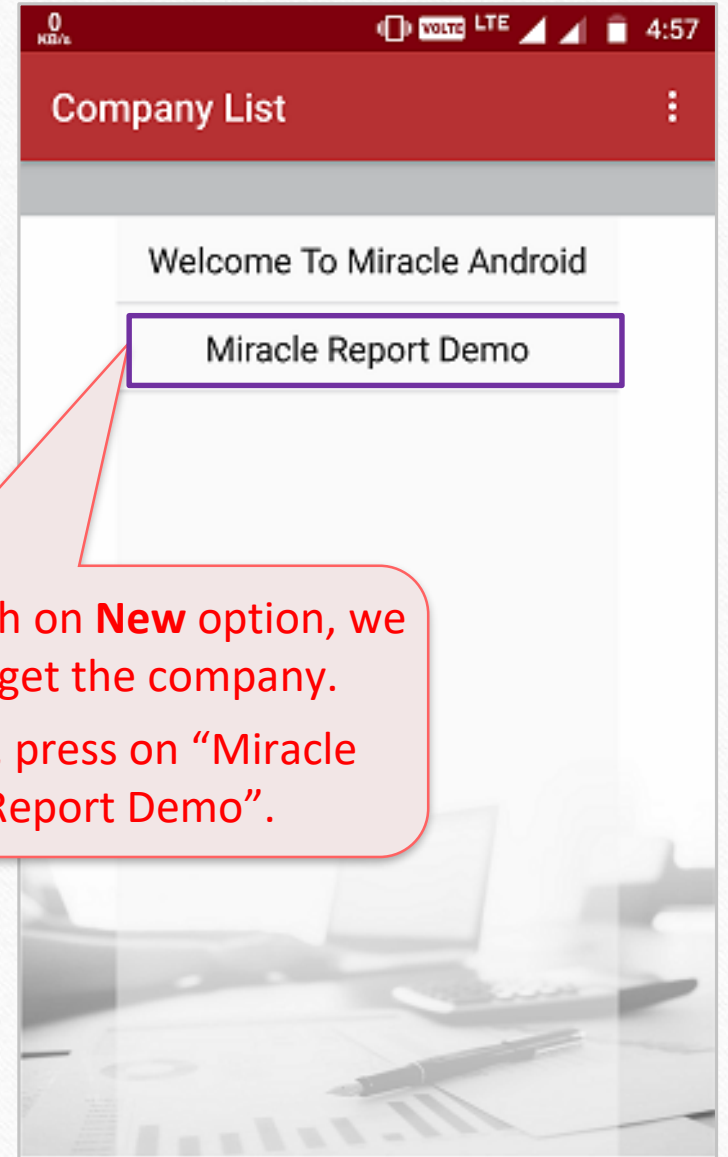 0
KB/s
VOLTE LTE 4:57
Company List
Welcome To Miracle Android
Miracle Report Demo
on New option, we
get the company.
press on “Miracle
Report Demo”.